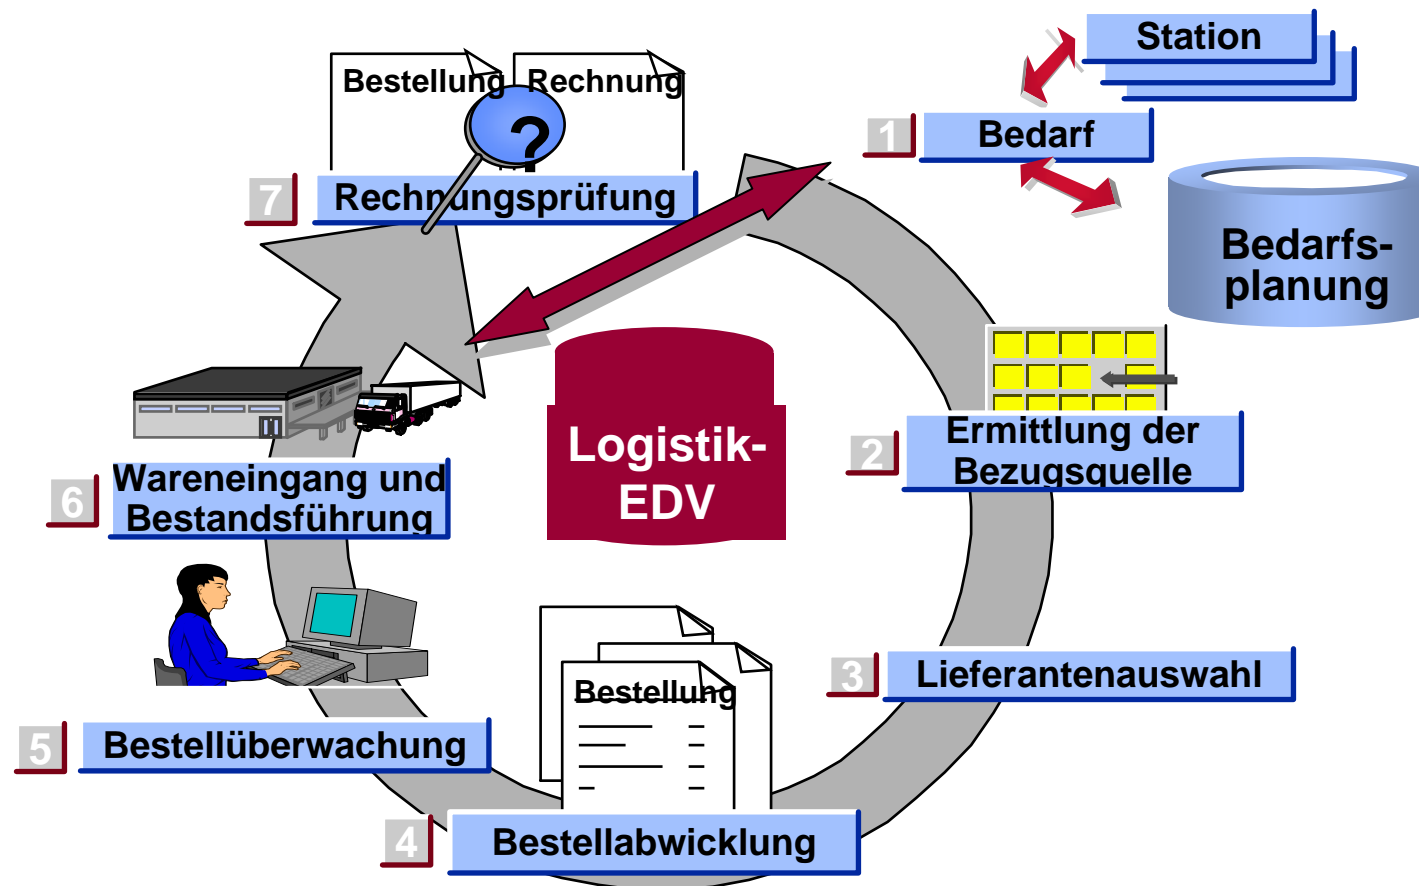 Station
1
Bedarf
Bedarfs-
planung
2
Ermittlung der
Bezugsquelle
3
Lieferantenauswahl
4
Bestellung
Bestellabwicklung
5
Bestellüberwachung
6
Wareneingang und
Bestandsführung
7
Bestellung
Rechnung
?
Rechnungsprüfung
Logistik-
EDV